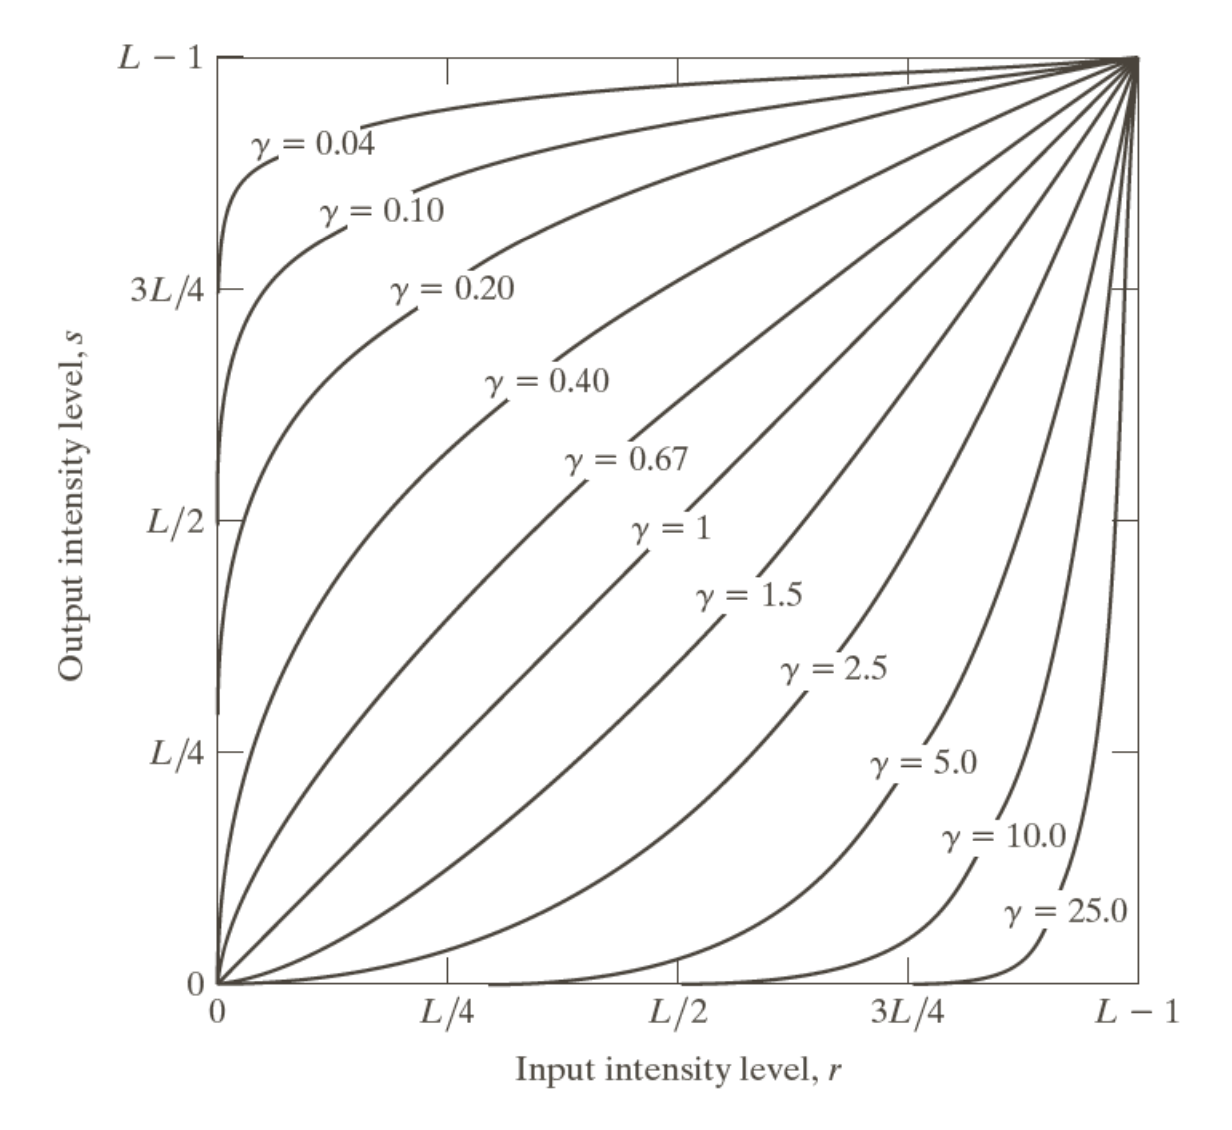 L − 1
γ = 0.04
γ = 0.10
3L/4
γ = 0.20
γ = 0.40
γ = 0.67
L/2
γ = 1
γ = 1.5
γ = 2.5
L/4
γ = 5.0
γ = 10.0
γ = 25.0
0
Output intensity level, s
0 L/4 L/2 3L/4 L − 1
Input intensity level, r